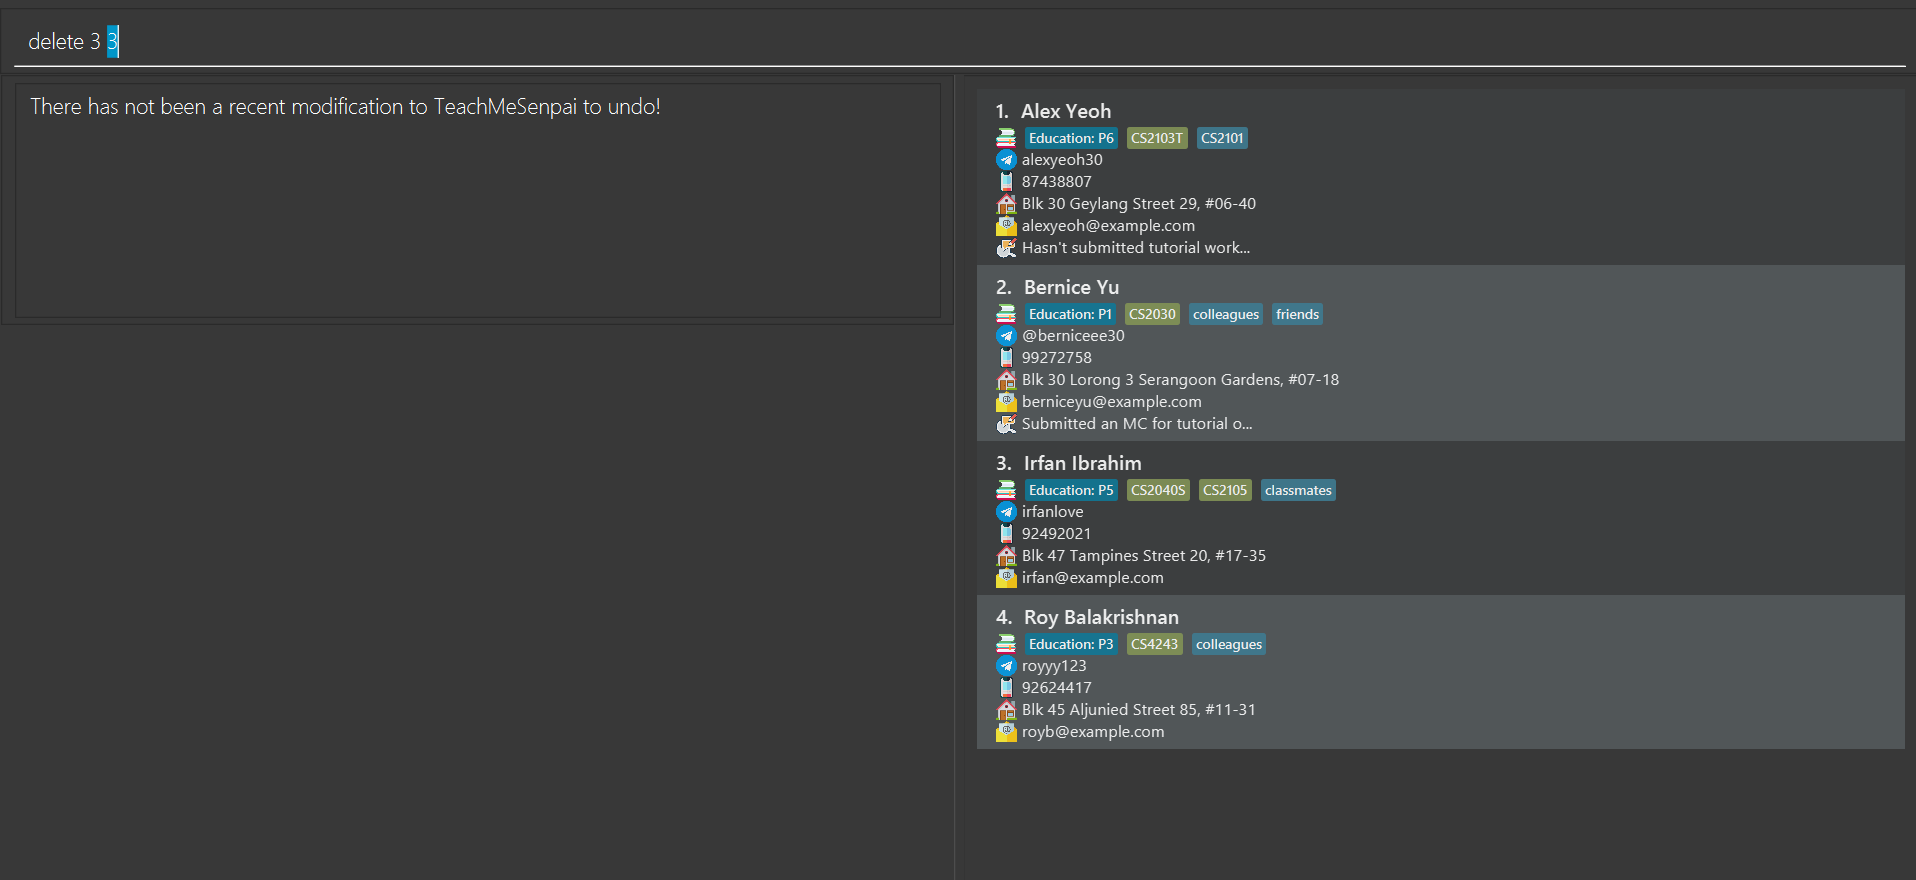 delete 3 3
There has not been a recent modification to TeachMeSenpai to undo!
1. Alex Yeoh
Education: P6 CS2103T CS2101
alexyeoh30
87438807
Blk 30 Geylang Street 29, #06-40
alexyeoh@example.com
Hasn't submitted tutorial work...
2. Bernice Yu
Education: P1 CS2030 colleagues friends
@berniceee30
99272758
Blk 30 Lorong 3 Serangoon Gardens, #07-18
berniceyu@example.com
Submitted an MC for tutorial o...
3. Irfan Ibrahim
Education: P5 CS2040S CS2105 classmates
irfanlove
92492021
Blk 47 Tampines Street 20, #17-35
irfan@example.com
4. Roy Balakrishnan
Education: P3 CS4243 colleagues
royyy123
92624417
Blk 45 Aljunied Street 85, #11-31
royb@example.com